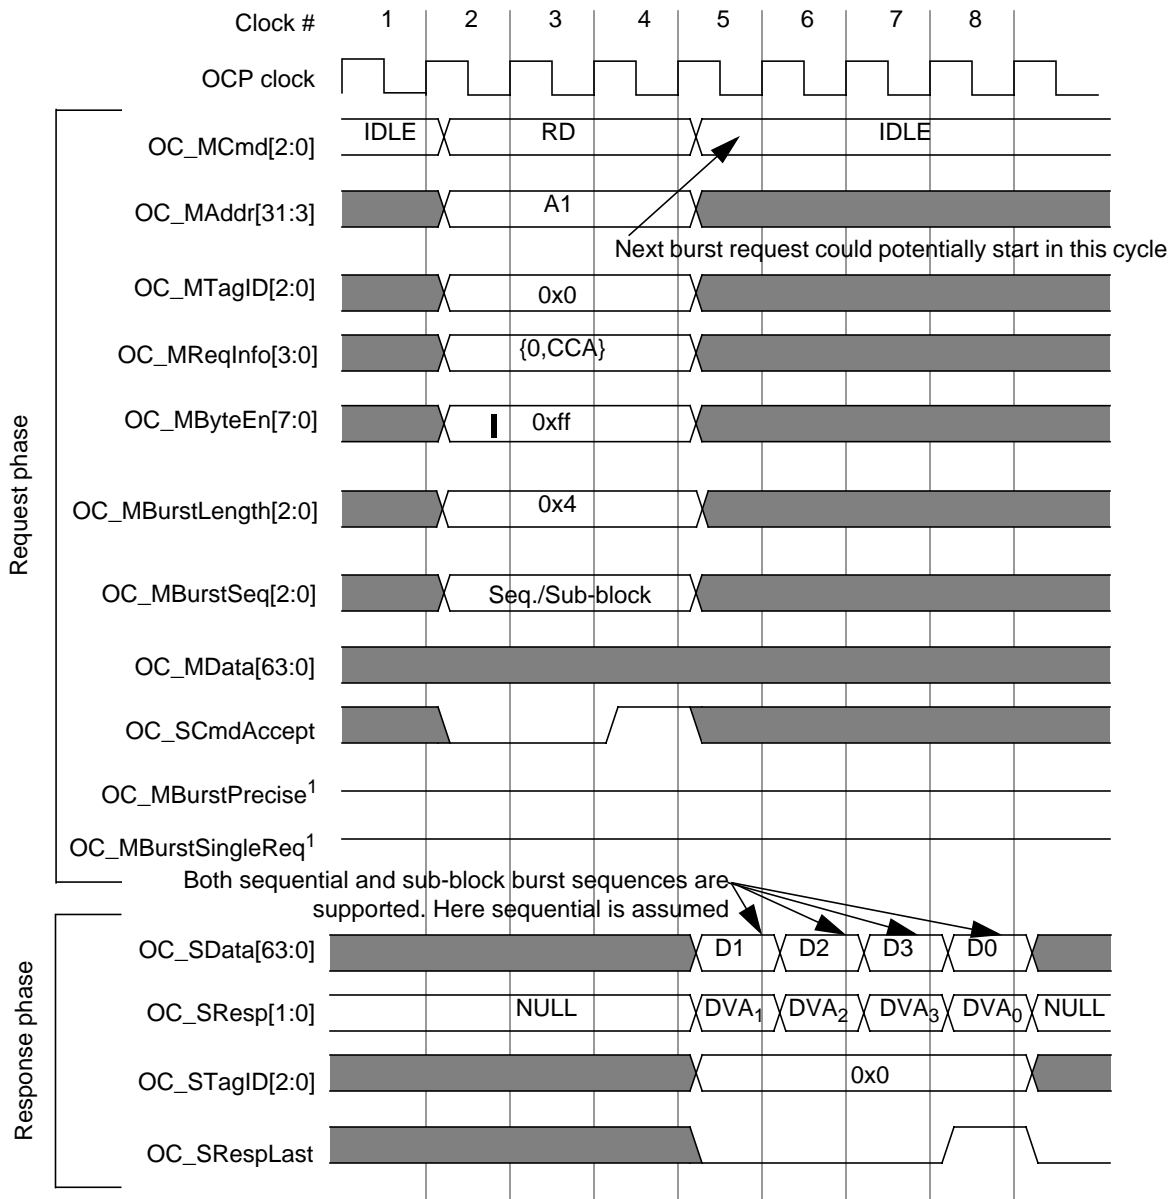 Clock # 1 2 3 4 5 6 7 8
OCP clock
OC_MCmd[2:0] IDLE RD IDLE
OC_MAddr[31:3] A1
Next burst request could potentially start in this cycle
OC_MTagID[2:0] 0x0
OC_MReqInfo[3:0] {0,CCA}
OC_MByteEn[7:0] 0xff
Request phase
OC_MBurstLength[2:0] 0x4
OC_MBurstSeq[2:0] Seq./Sub-block
OC_MData[63:0]
OC_SCmdAccept
OC_MBurstPrecise¹
OC_MBurstSingleReq¹
Both sequential and sub-block burst sequences are
supported. Here sequential is assumed
OC_SData[63:0] D1 D2 D3 D0
OC_SResp[1:0] NULL DVA₁ DVA₂ DVA₃ DVA₀ NULL
Response phase
OC_STagID[2:0] 0x0
OC_SRespLast